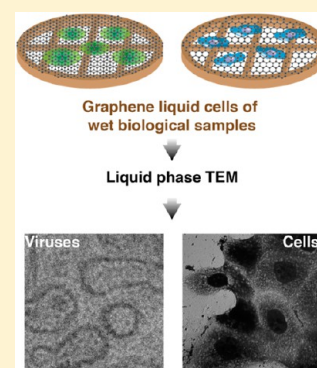 Graphene liquid cells of
wet biological samples
Liquid phase TEM
Viruses
Cells